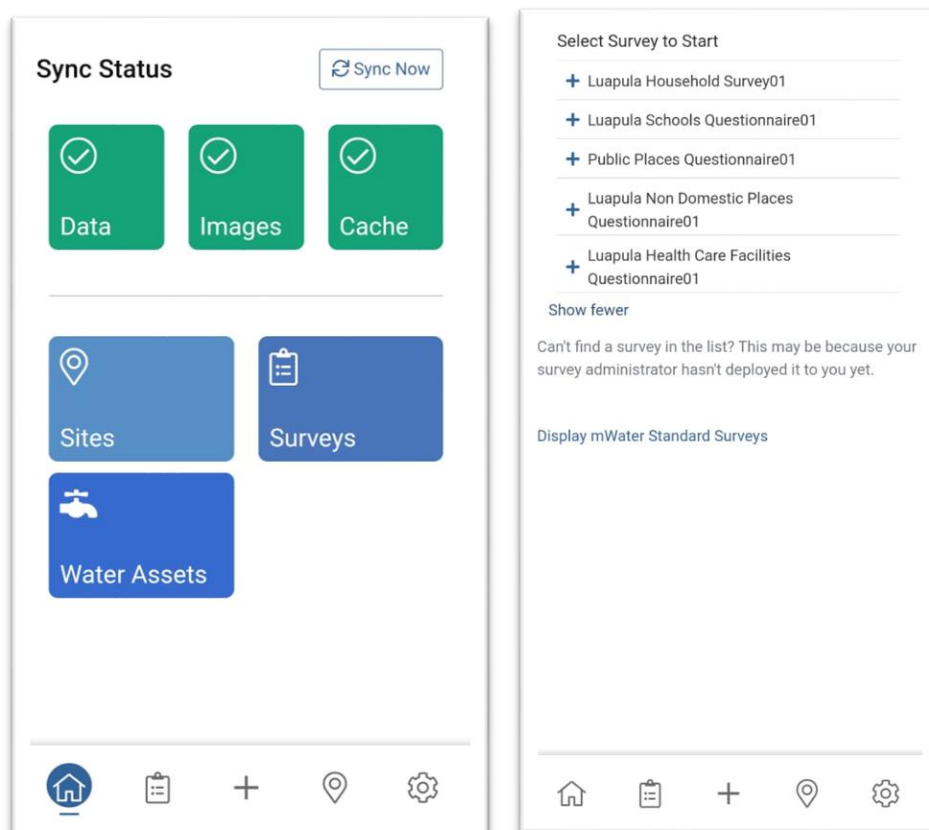 Sync Status
Sync Now
Data
Images
Cache
Sites
Surveys
Water Assets
Select Survey to Start
Luapula Household Survey01
Luapula Schools Questionnaire01
Public Places Questionnaire01
Luapula Non Domestic Places
Questionnaire01
Luapula Health Care Facilities
Questionnaire01
Show fewer
Can't find a survey in the list? This may be because your
survey administrator hasn't deployed it to you yet.
Display mWater Standard Surveys